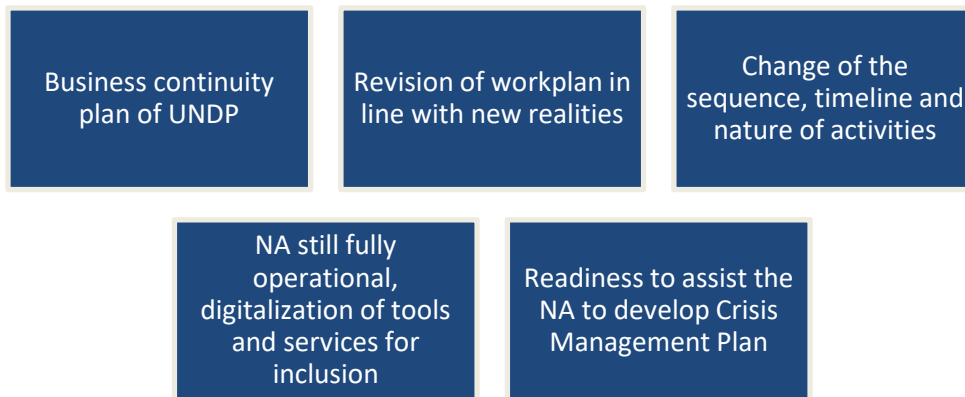 Business continuity
plan of UNDP
Revision of workplan in
line with new realities
Change of the
sequence, timeline and
nature of activities
NA still fully
operational,
digitalization of tools
and services for
inclusion
Readiness to assist the
NA to develop Crisis
Management Plan